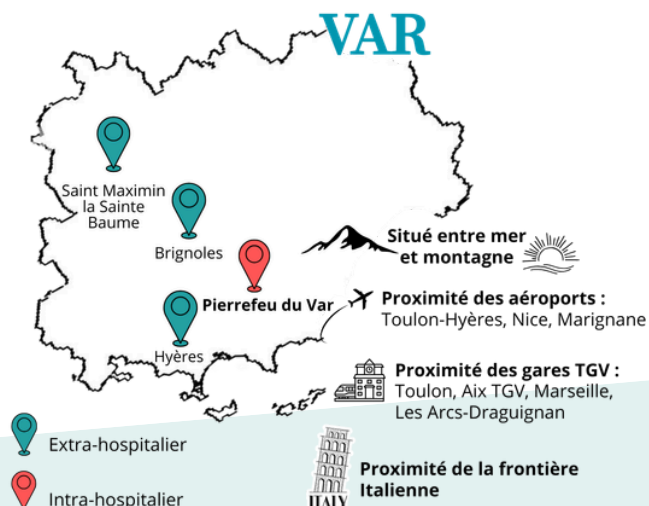 VAR
Saint Maximin
la Sainte
Baume
Brignoles
Pierrefeu du Var
Hyères
Situé entre mer
et montagne
Proximité des aéroports :
Toulon-Hyères, Nice, Marignane
Proximité des gares TGV :
Toulon, Aix TGV, Marseille,
Les Arcs-Draguignan
Proximité de la frontière
Italienne
ITALY
Extra-hospitalier
Intra-hospitalier